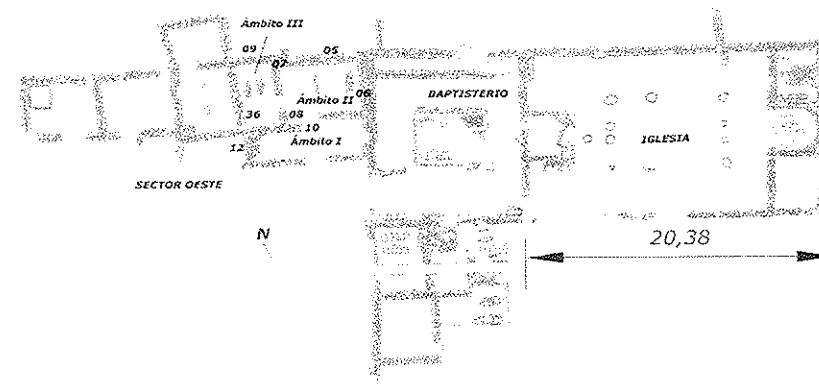 Ámbito III
09
05
07
06
BAPTISTERIO
Ámbito II
36
08
10
Ámbito I
12
IGLESIA
SECTOR OESTE
N
20,38